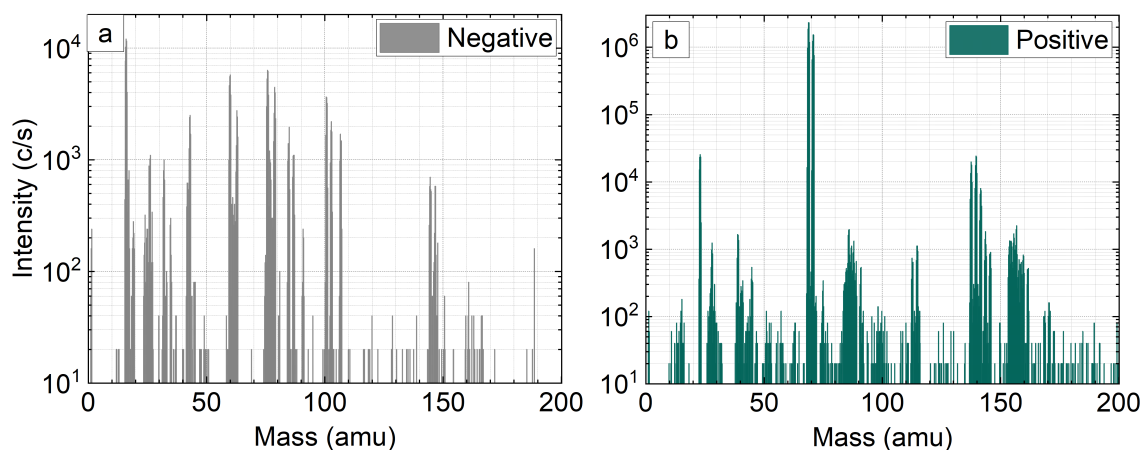 a
Negative
10⁴
10³
10²
10¹
Intensity (c/s)
0 50 100 150 200
Mass (amu)
b
Positive
10⁶
10⁵
10⁴
10³
10²
10¹
0 50 100 150 200
Mass (amu)